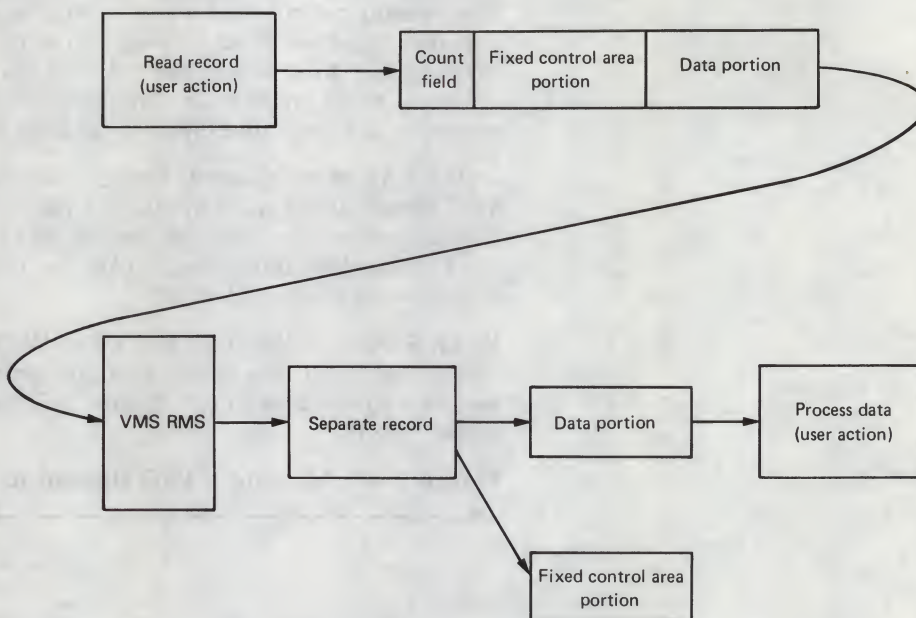 Read record
(user action)
Count
field
Fixed control area
portion
Data portion
VMS RMS
Separate record
Data portion
Process data
(user action)
Fixed control area
portion